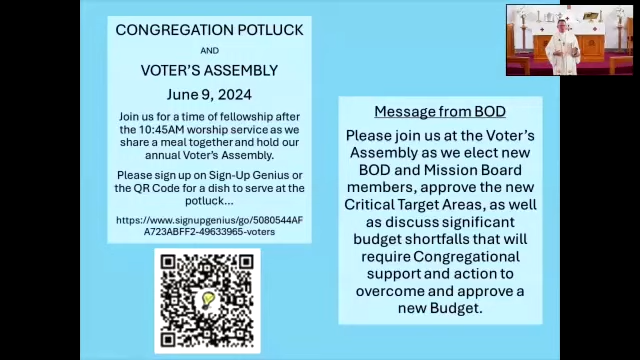 CONGREGATION POTLUCK
AND
VOTER'S ASSEMBLY
June 9, 2024
Join us for a time of fellowship after
the 10:45AM worship service as we
share a meal together and hold our
annual Voter's Assembly.
Please sign up on Sign-Up Genius or
the QR Code for a dish to serve at the
potluck...
https://www.signupgenius/go/5080544AF
A723ABFF2-49633965-voters
Message from BOD
Please join us at the Voter's
Assembly as we elect new
BOD and Mission Board
members, approve the new
Critical Target Areas, as well
as discuss significant
budget shortfalls that will
require Congregational
support and action to
overcome and approve a
new Budget.